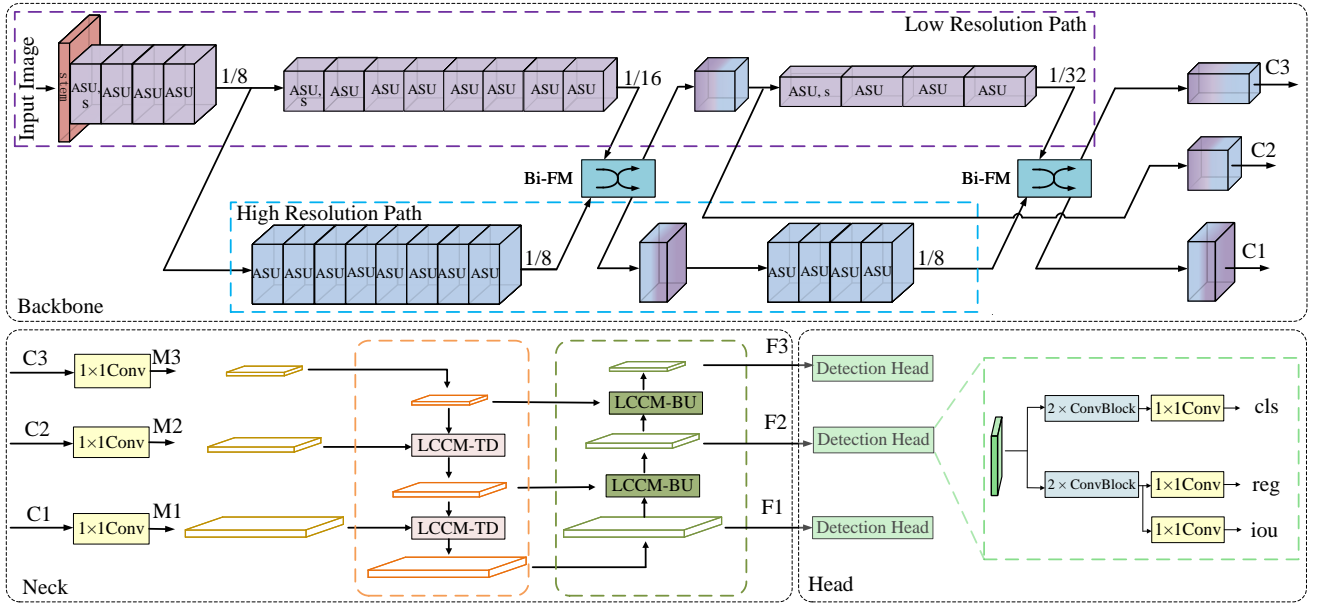 Low Resolution Path
Input Image
stem
ASU, s
ASU
ASU
ASU
1/8
ASU, s
ASU
ASU
ASU
ASU
ASU
ASU
ASU
1/16
ASU, s
ASU
ASU
ASU
1/32
C3
Bi-FM
Bi-FM
C2
High Resolution Path
ASU
ASU
ASU
ASU
ASU
ASU
ASU
ASU
1/8
ASU
ASU
ASU
ASU
1/8
C1
Backbone
C3
1×1Conv
M3
C2
1×1Conv
M2
C1
1×1Conv
M1
LCCM-TD
LCCM-TD
LCCM-BU
LCCM-BU
F3
F2
F1
Neck
Detection Head
Detection Head
Detection Head
2 × ConvBlock
1×1Conv
cls
2 × ConvBlock
1×1Conv
reg
1×1Conv
iou
Head